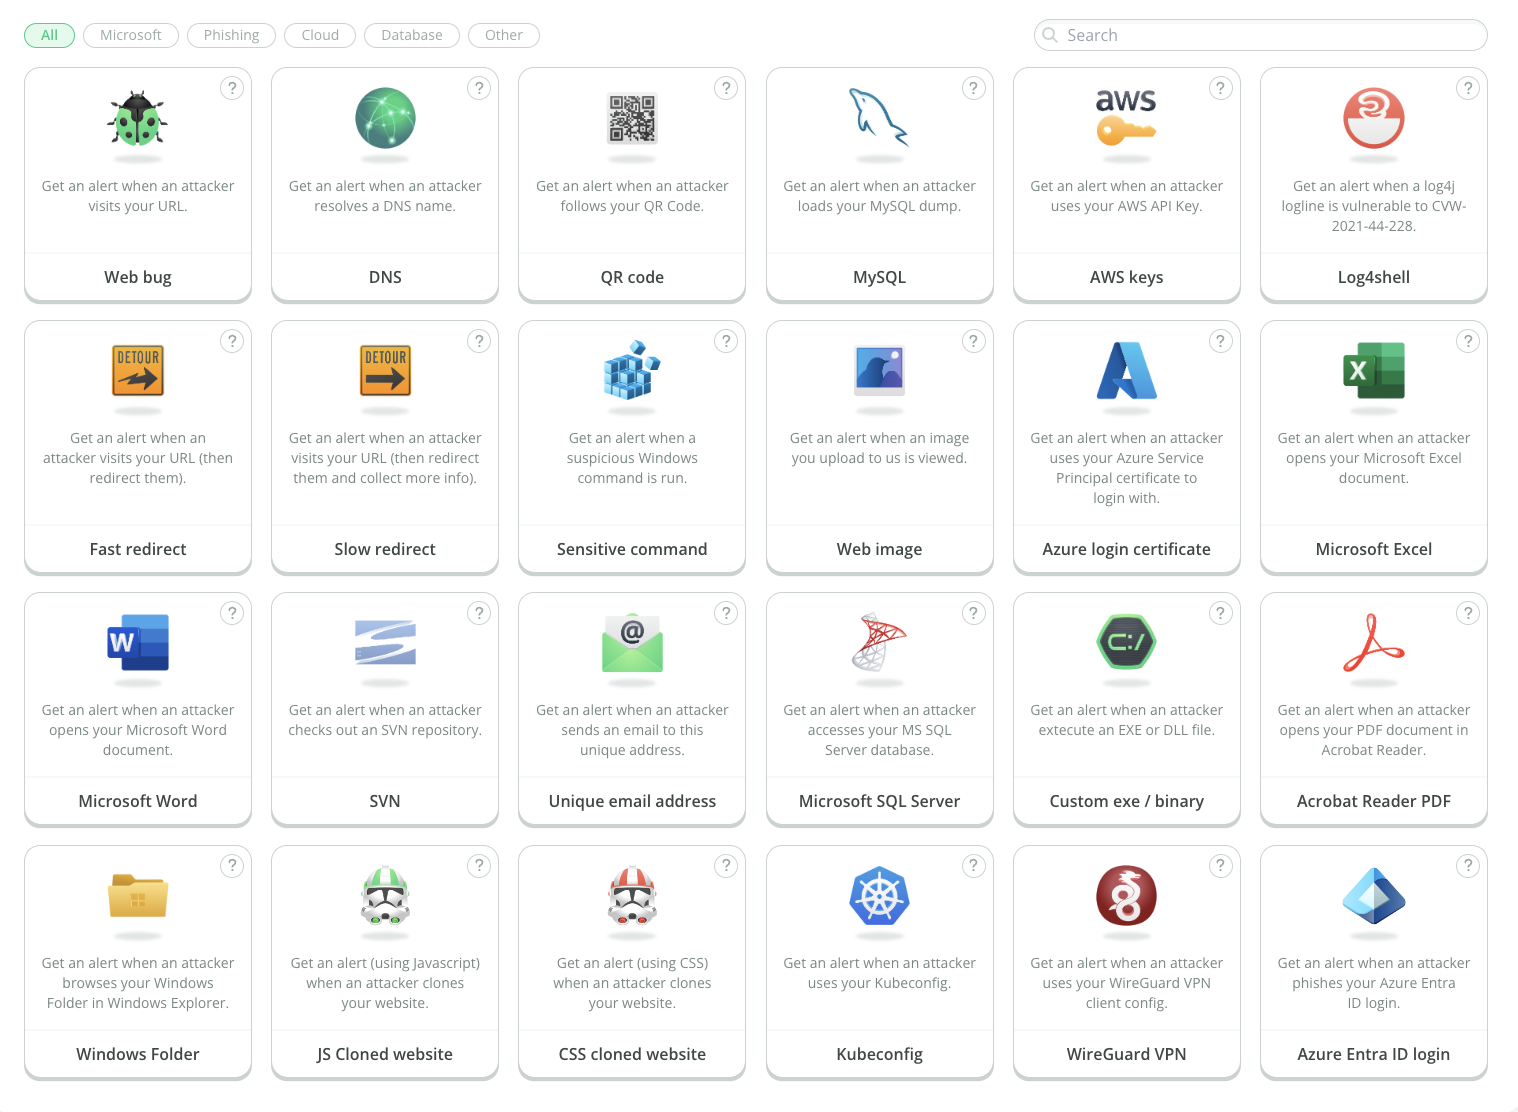 All
Microsoft
Phishing
Cloud
Database
Other
Search
?
Get an alert when an attacker
visits your URL.
Web bug
?
Get an alert when an attacker
resolves a DNS name.
DNS
?
Get an alert when an attacker
follows your QR Code.
QR code
?
Get an alert when an attacker
loads your MySQL dump.
MySQL
?
aws
Get an alert when an attacker
uses your AWS API Key.
AWS keys
?
Get an alert when a log4j
logline is vulnerable to CVW-
2021-44-228.
Log4shell
?
DETOUR
Get an alert when an
attacker visits your URL (then
redirect them).
Fast redirect
?
DETOUR
Get an alert when an attacker
visits your URL (then redirect
them and collect more info).
Slow redirect
?
Get an alert when a
suspicious Windows
command is run.
Sensitive command
?
Get an alert when an image
you upload to us is viewed.
Web image
?
Get an alert when an attacker
uses your Azure Service
Principal certificate to
login with.
Azure login certificate
?
X
Get an alert when an attacker
opens your Microsoft Excel
document.
Microsoft Excel
?
W
Get an alert when an attacker
opens your Microsoft Word
document.
Microsoft Word
?
Get an alert when an attacker
checks out an SVN repository.
SVN
?
@
Get an alert when an attacker
sends an email to this
unique address.
Unique email address
?
Get an alert when an attacker
accesses your MS SQL
Server database.
Microsoft SQL Server
?
C:/
Get an alert when an attacker
extecute an EXE or DLL file.
Custom exe / binary
?
Get an alert when an attacker
opens your PDF document in
Acrobat Reader.
Acrobat Reader PDF
?
Get an alert when an attacker
browses your Windows
Folder in Windows Explorer.
Windows Folder
?
Get an alert (using Javascript)
when an attacker clones
your website.
JS Cloned website
?
Get an alert (using CSS)
when an attacker clones
your website.
CSS cloned website
?
Get an alert when an attacker
uses your Kubeconfig.
Kubeconfig
?
Get an alert when an attacker
uses your WireGuard VPN
client config.
WireGuard VPN
?
Get an alert when an attacker
phishes your Azure Entra
ID login.
Azure Entra ID login